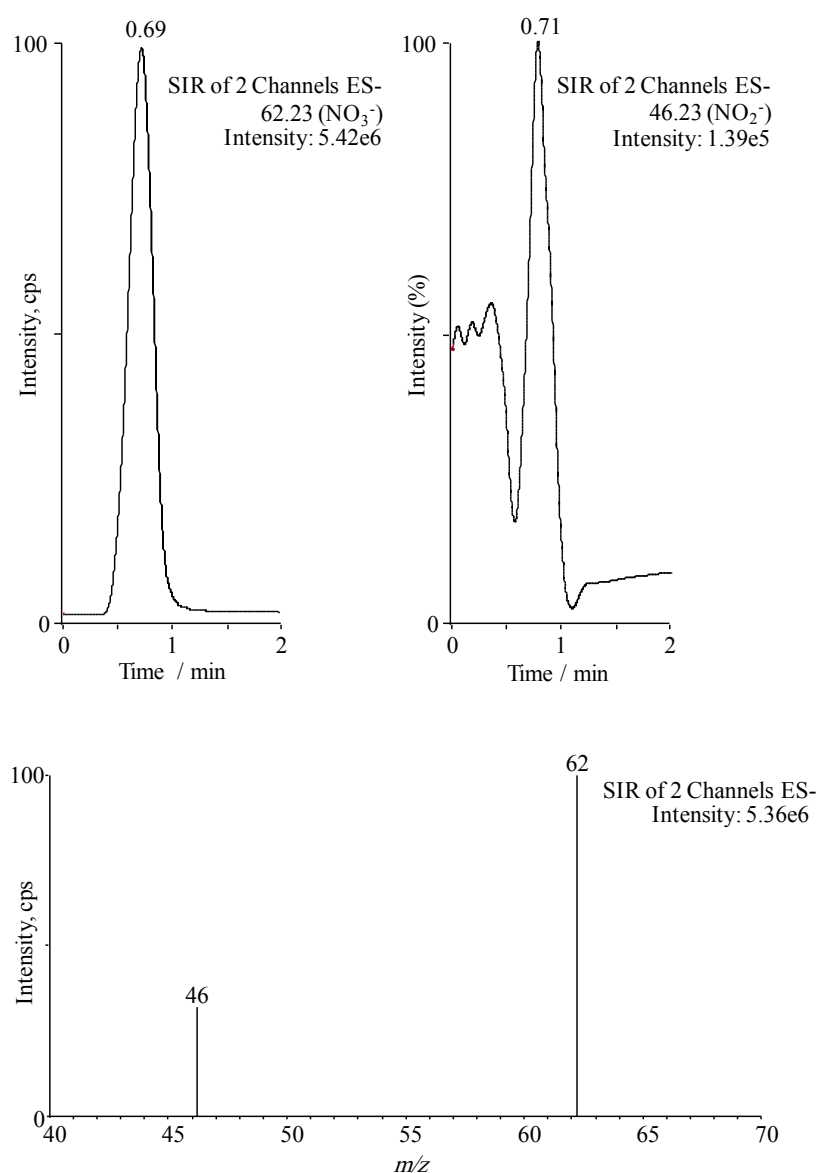 0.69
100
SIR of 2 Channels ES-
62.23 (NO₃⁻)
Intensity: 5.42e6
Intensity, cps
0
0 1 2
Time / min
0.71
100
SIR of 2 Channels ES-
46.23 (NO₂⁻)
Intensity: 1.39e5
Intensity (%)
0
0 1 2
Time / min
100
62
SIR of 2 Channels ES-
Intensity: 5.36e6
Intensity, cps
46
0
40 45 50 55 60 65 70
m/z